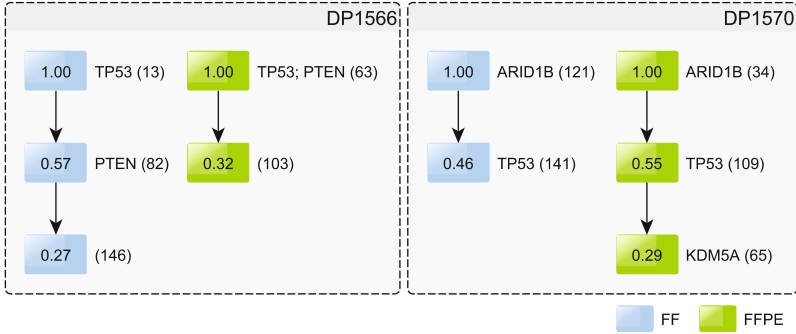 DP1566
DP1570
1.00 TP53 (13)
1.00 TP53; PTEN (63)
1.00 ARID1B (121)
1.00 ARID1B (34)
0.57 PTEN (82)
0.32 (103)
0.46 TP53 (141)
0.55 TP53 (109)
0.27 (146)
0.29 KDM5A (65)
FF
FFPE